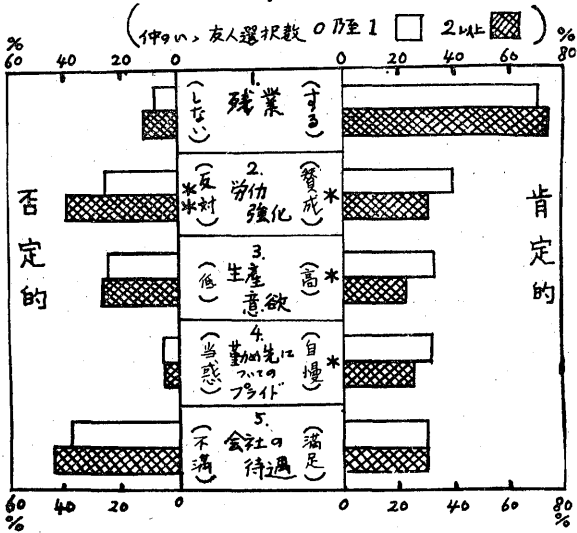 (仲のいゝ友人選択数 0乃至1 □ 2以上 ▩)
% 60 40 20 0 0 20 40 60 80 %
否定的
肯定的
1.
(しない) 残業 (する)
2.
**(反対) 労仂強化 (賛成)*
3.
(低) 生産意欲 (高)*
4.
(当惑) 勤め先についてのプライド (自慢)*
5.
(不満) 会社の待遇 (満足)
60 40 20 0 0 20 40 60 80
% %